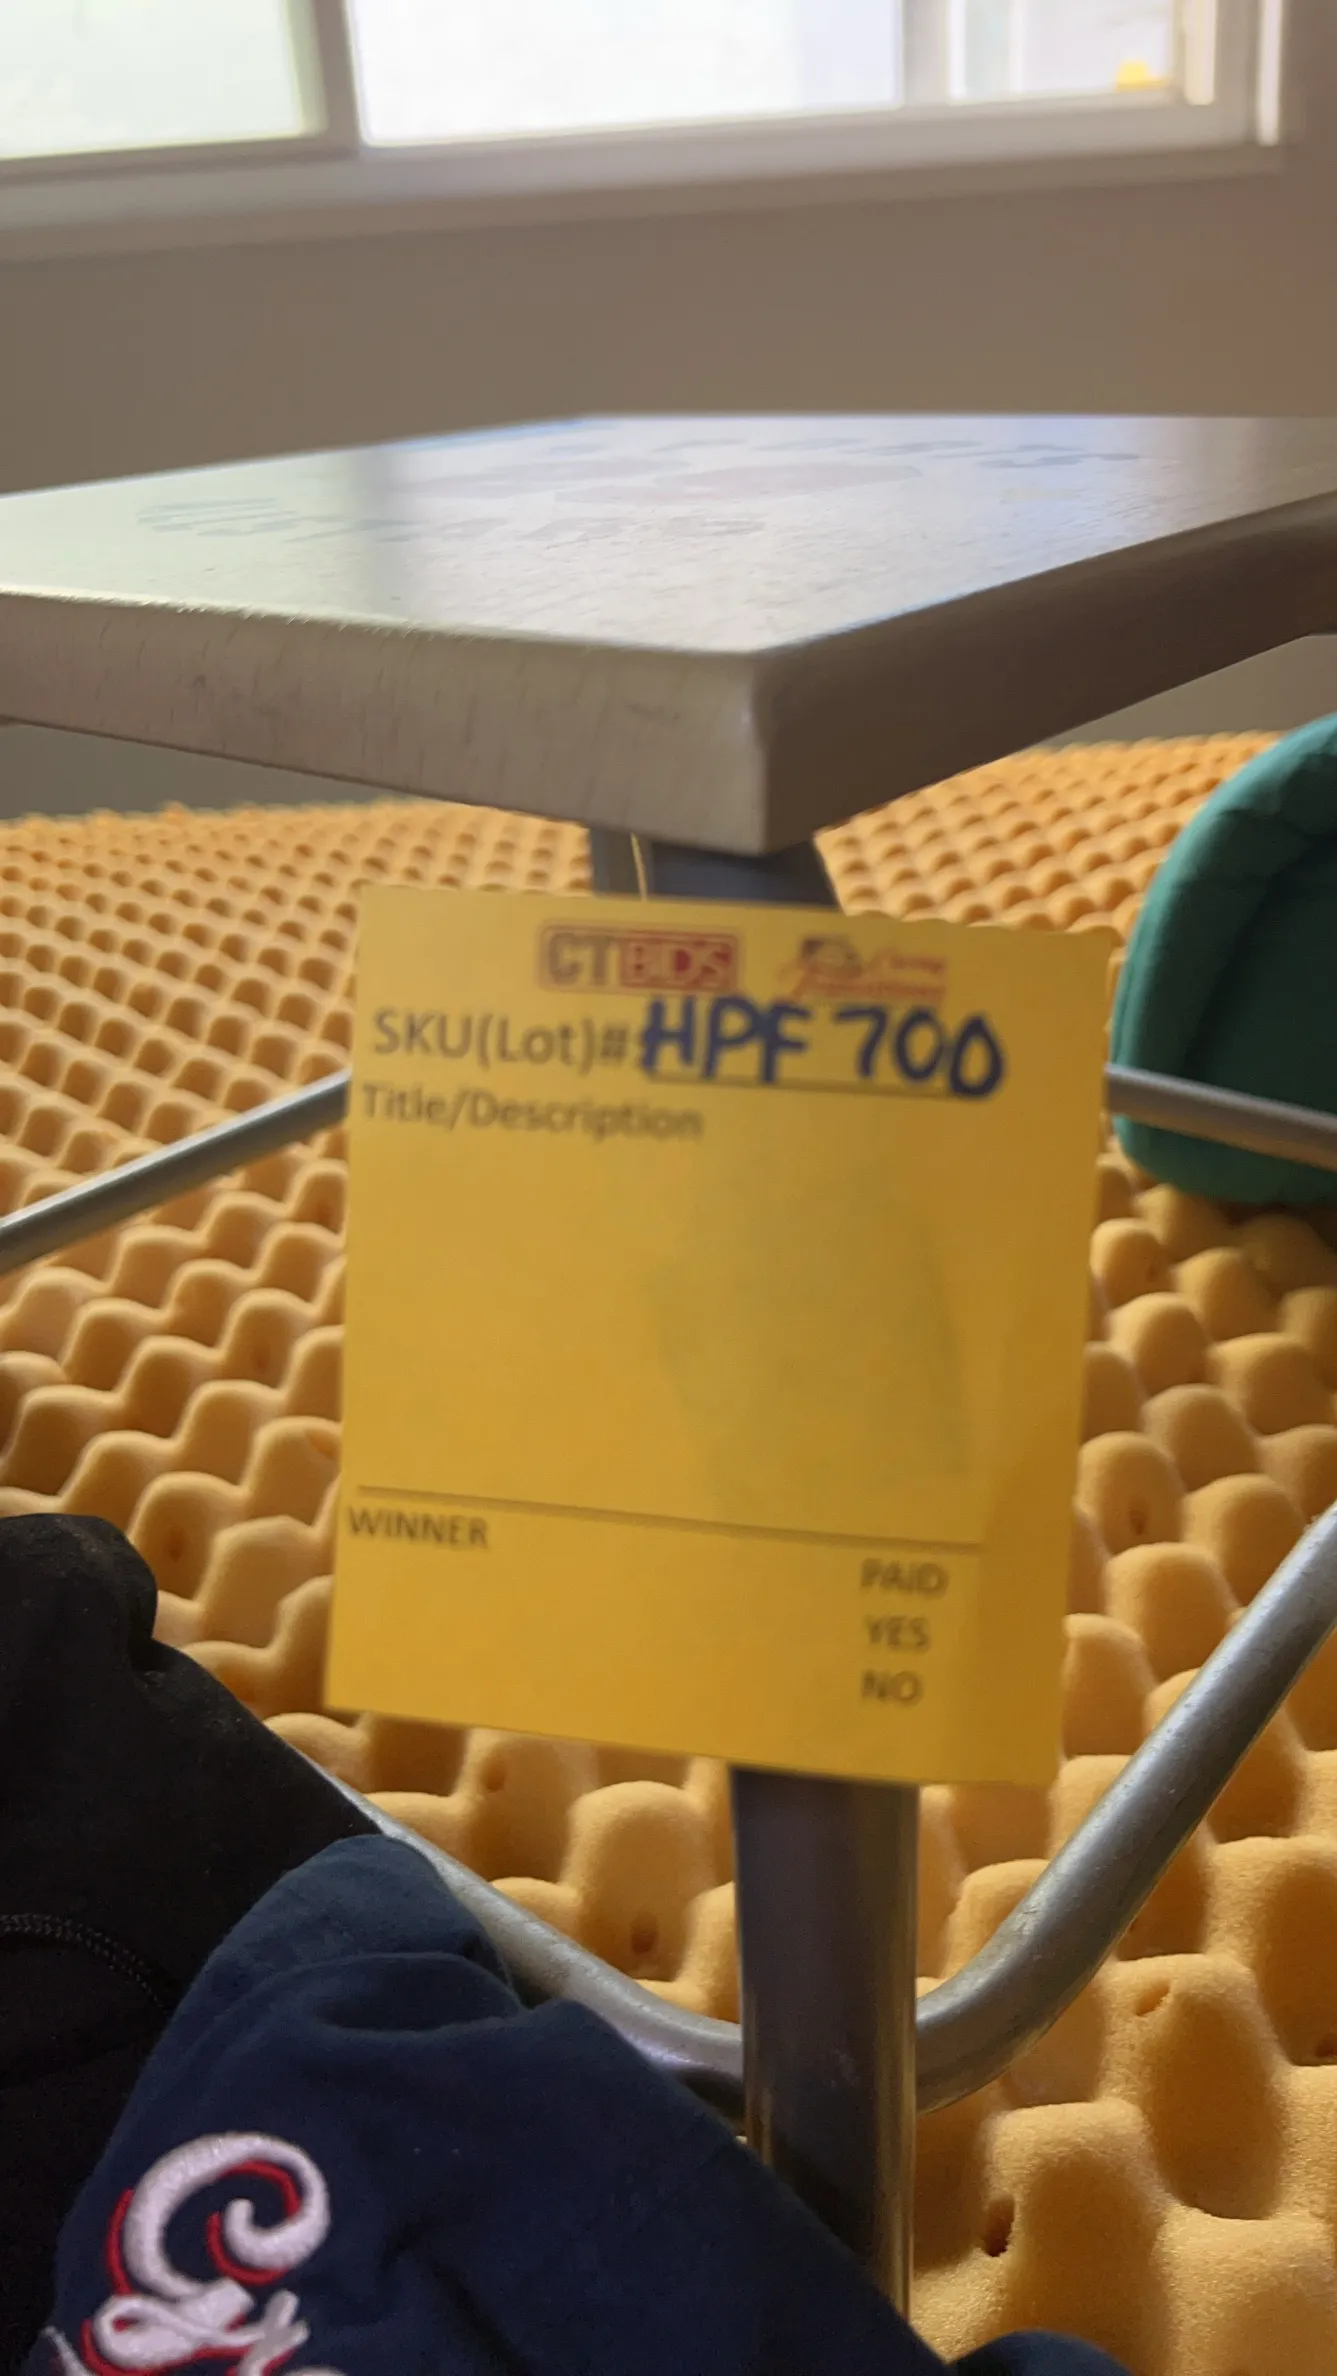 CTBIDS
SKU(Lot)#: HPF 700
Title/Description
WINNER
PAID
YES
NO